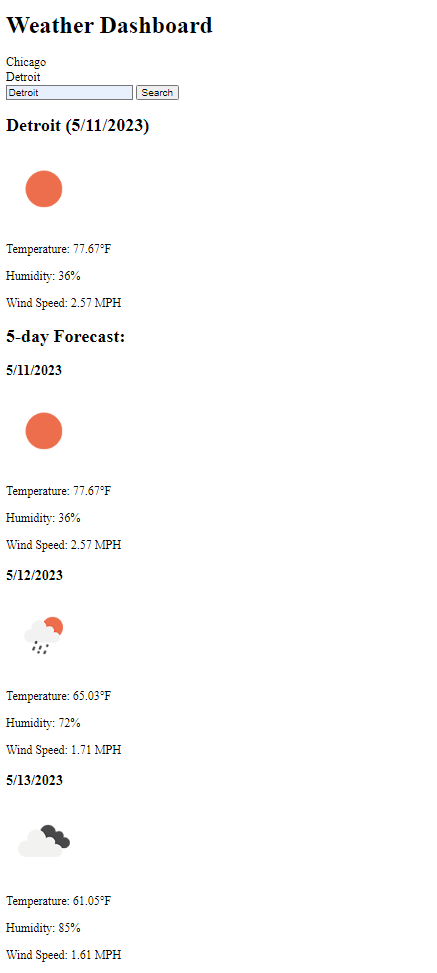 Weather Dashboard
Chicago
Detroit
Detroit Search
Detroit (5/11/2023)
Temperature: 77.67°F
Humidity: 36%
Wind Speed: 2.57 MPH
5-day Forecast:
5/11/2023
Temperature: 77.67°F
Humidity: 36%
Wind Speed: 2.57 MPH
5/12/2023
Temperature: 65.03°F
Humidity: 72%
Wind Speed: 1.71 MPH
5/13/2023
Temperature: 61.05°F
Humidity: 85%
Wind Speed: 1.61 MPH